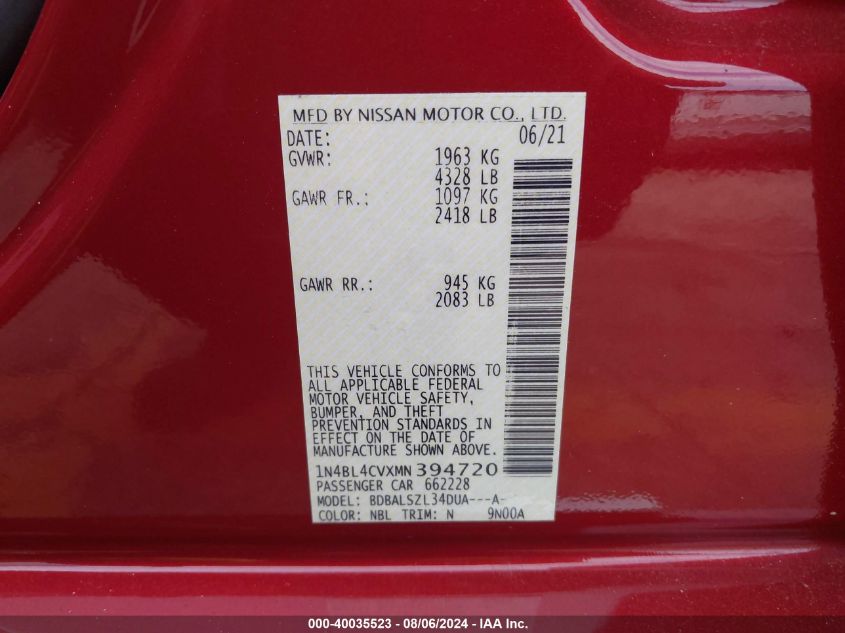 MFD BY NISSAN MOTOR CO., LTD.
DATE: 06/21
GVWR: 1963 KG
4328 LB
GAWR FR.: 1097 KG
2418 LB
GAWR RR.: 945 KG
2083 LB
THIS VEHICLE CONFORMS TO
ALL APPLICABLE FEDERAL
MOTOR VEHICLE SAFETY,
BUMPER, AND THEFT
PREVENTION STANDARDS IN
EFFECT ON THE DATE OF
MANUFACTURE SHOWN ABOVE.
1N4BL4CVXMN394720
PASSENGER CAR 662228
MODEL: BDBALSZL34DUA---A-
COLOR: NBL TRIM: N 9N00A
000-40035523 - 08/06/2024 - IAA Inc.